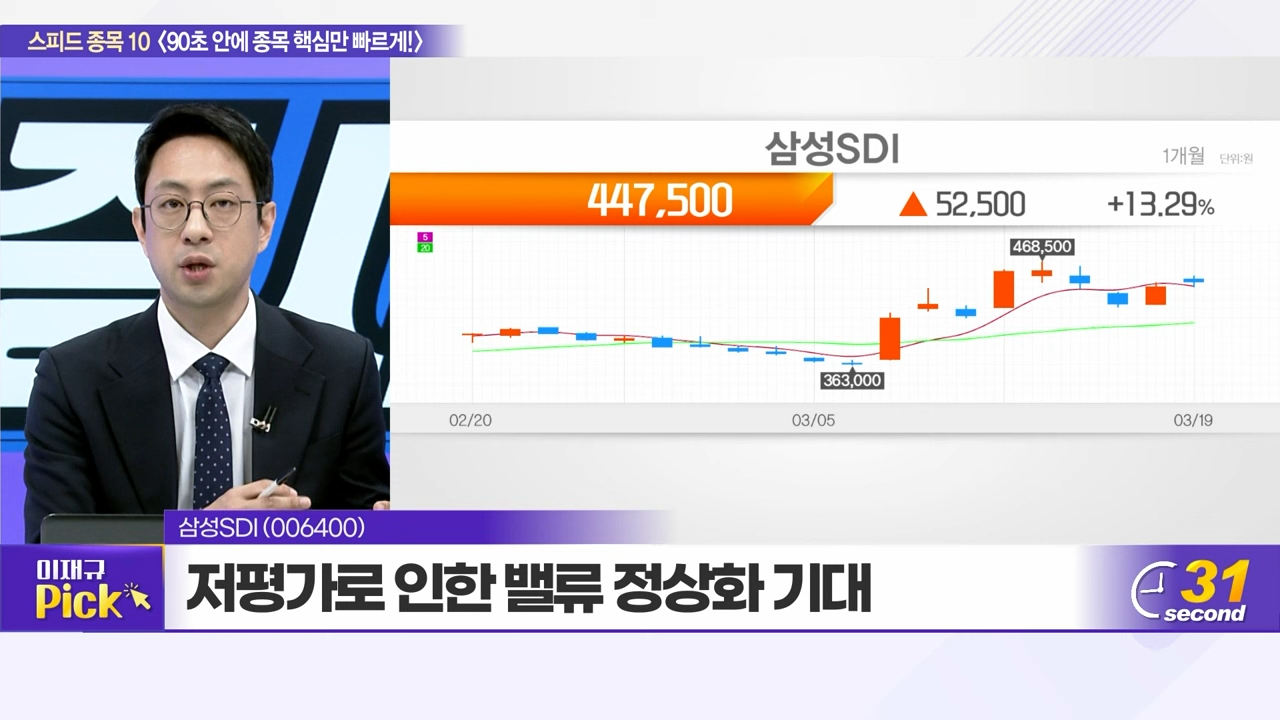 스피드 종목 10 〈90초 안에 종목 핵심만 빠르게!〉
삼성SDI
1개월 단위:원
447,500 ▲ 52,500 +13.29%
5
20
468,500
363,000
02/20 03/05 03/19
삼성SDI (006400)
이재규
Pick
저평가로 인한 밸류 정상화 기대
31
second